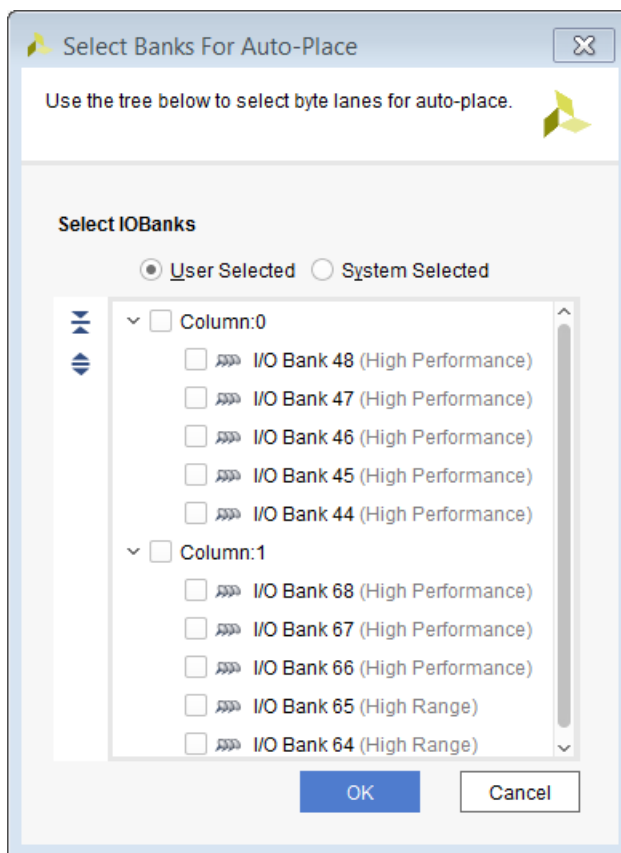 Select Banks For Auto-Place
Use the tree below to select byte lanes for auto-place.
Select IOBanks
User Selected System Selected
Column:0
I/O Bank 48 (High Performance)
I/O Bank 47 (High Performance)
I/O Bank 46 (High Performance)
I/O Bank 45 (High Performance)
I/O Bank 44 (High Performance)
Column:1
I/O Bank 68 (High Performance)
I/O Bank 67 (High Performance)
I/O Bank 66 (High Performance)
I/O Bank 65 (High Range)
I/O Bank 64 (High Range)
OK Cancel